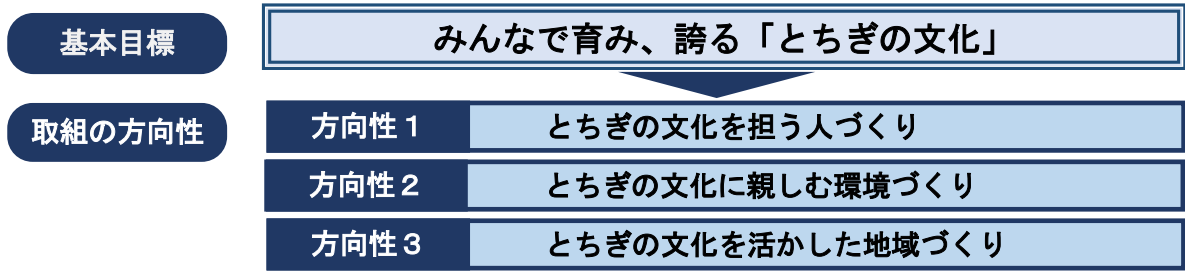 基本目標
みんなで育み、誇る「とちぎの文化」
取組の方向性
方向性１ とちぎの文化を担う人づくり
方向性２ とちぎの文化に親しむ環境づくり
方向性３ とちぎの文化を活かした地域づくり